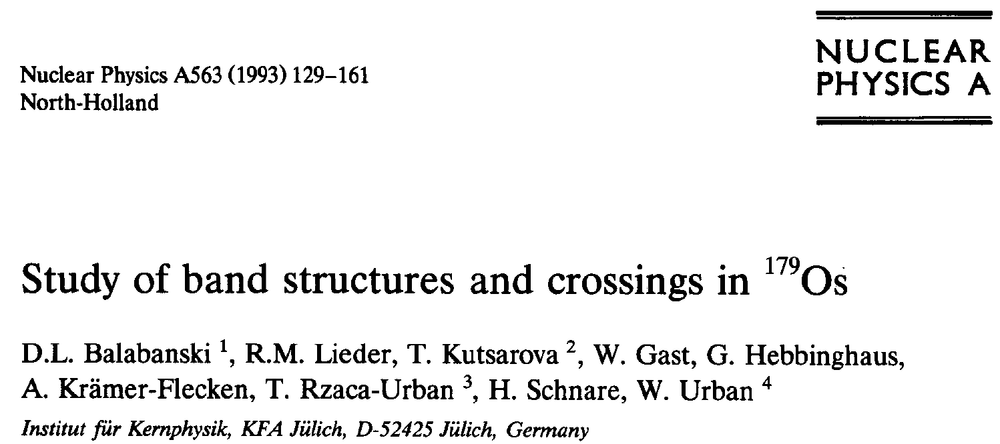 Nuclear Physics A563 (1993) 129–161
North-Holland
NUCLEAR
PHYSICS A
Study of band structures and crossings in ¹⁷⁹Os
D.L. Balabanski ¹, R.M. Lieder, T. Kutsarova ², W. Gast, G. Hebbinghaus,
A. Krämer-Flecken, T. Rzaca-Urban ³, H. Schnare, W. Urban ⁴
Institut für Kernphysik, KFA Jülich, D-52425 Jülich, Germany